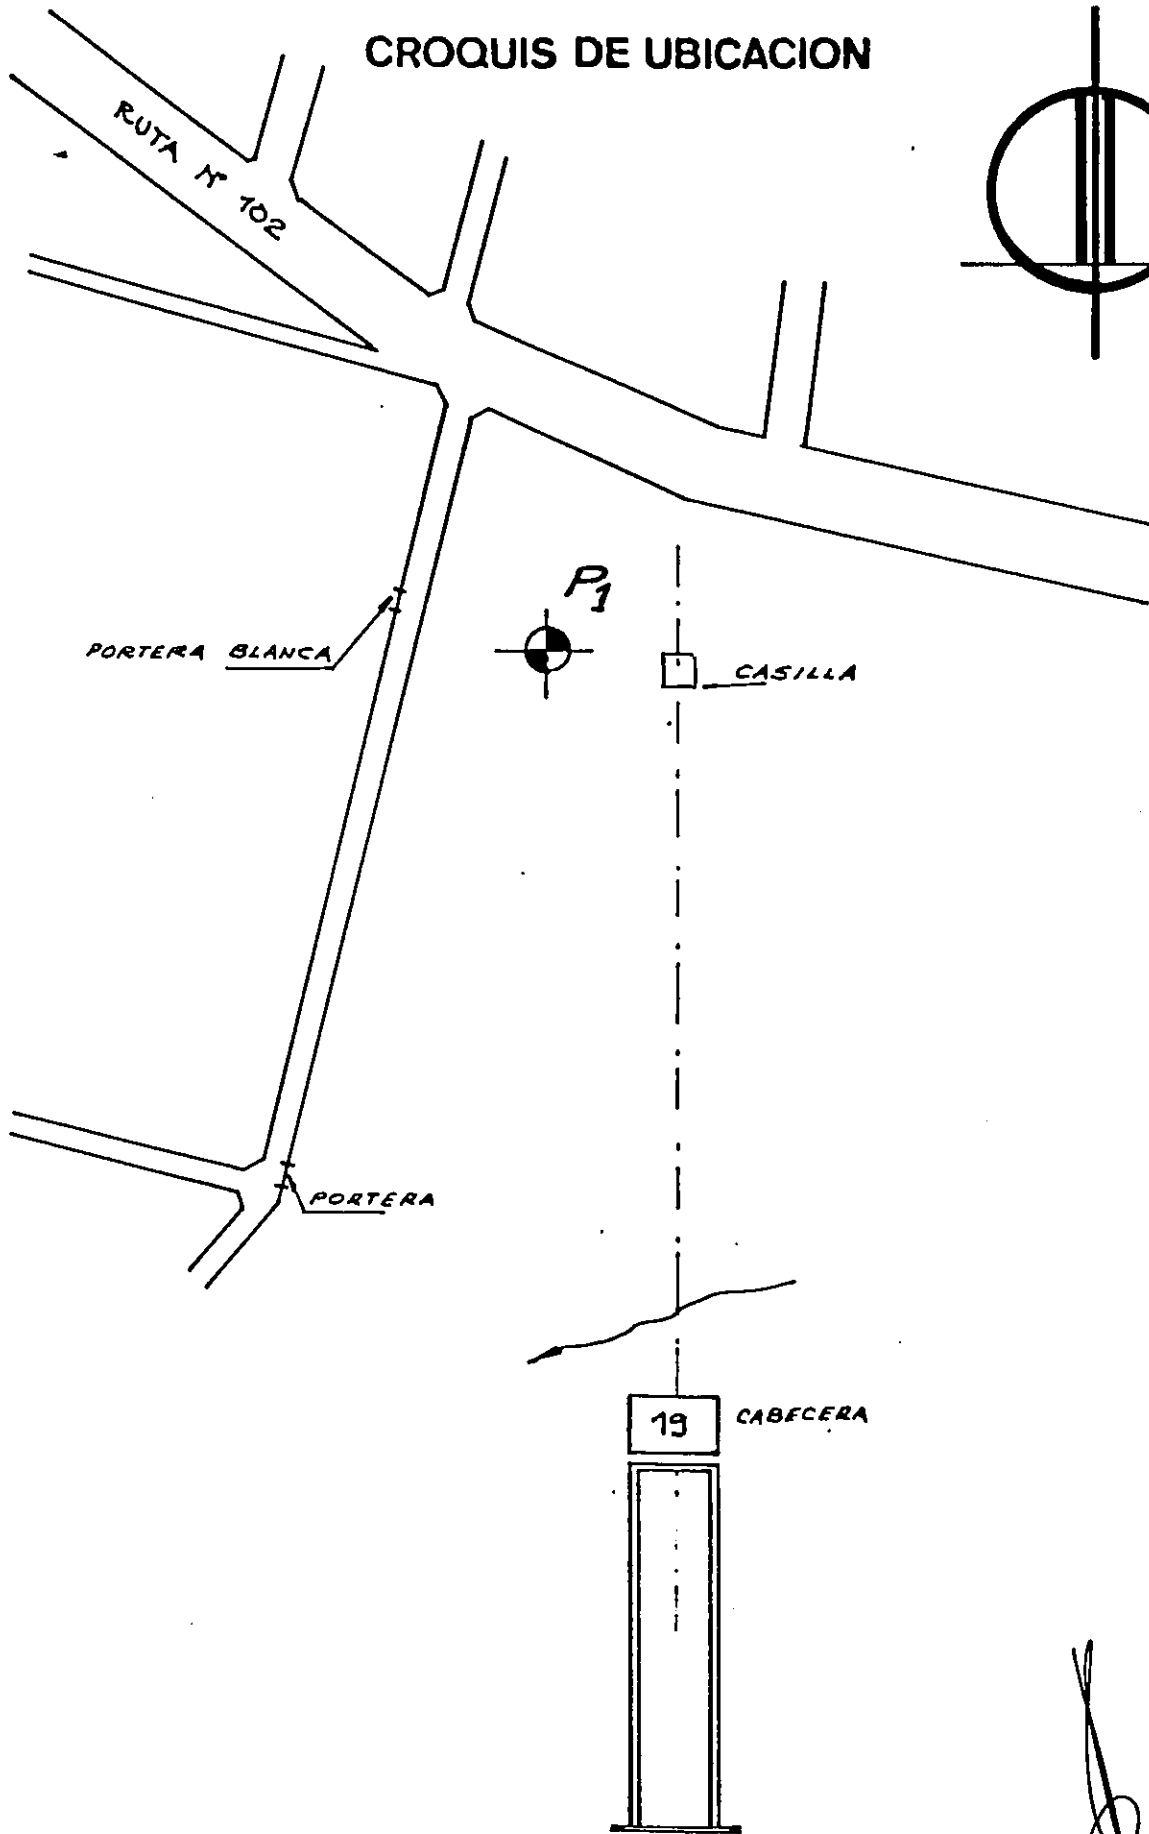 CROQUIS DE UBICACION
RUTA Nº 102
P1
PORTERA BLANCA
CASILLA
PORTERA
19
CABECERA